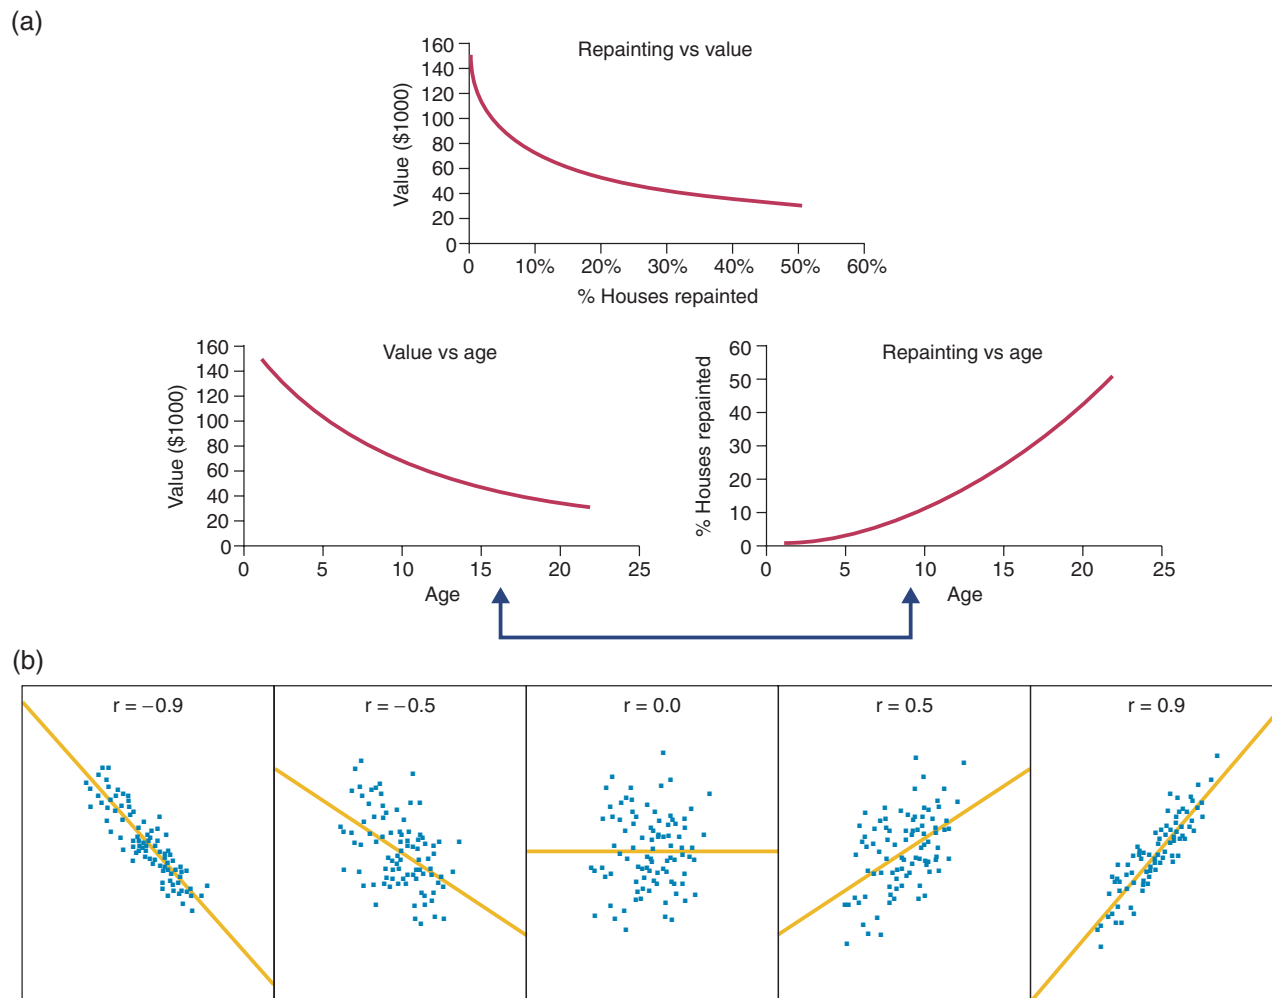 (a)
Repainting vs value
Value ($1000)
160
140
120
100
80
60
40
20
0
0 10% 20% 30% 40% 50% 60%
% Houses repainted
Value vs age
Value ($1000)
160
140
120
100
80
60
40
20
0
0 5 10 15 20 25
Age
Repainting vs age
% Houses repainted
60
50
40
30
20
10
0
0 5 10 15 20 25
Age
(b)
r = −0.9
r = −0.5
r = 0.0
r = 0.5
r = 0.9